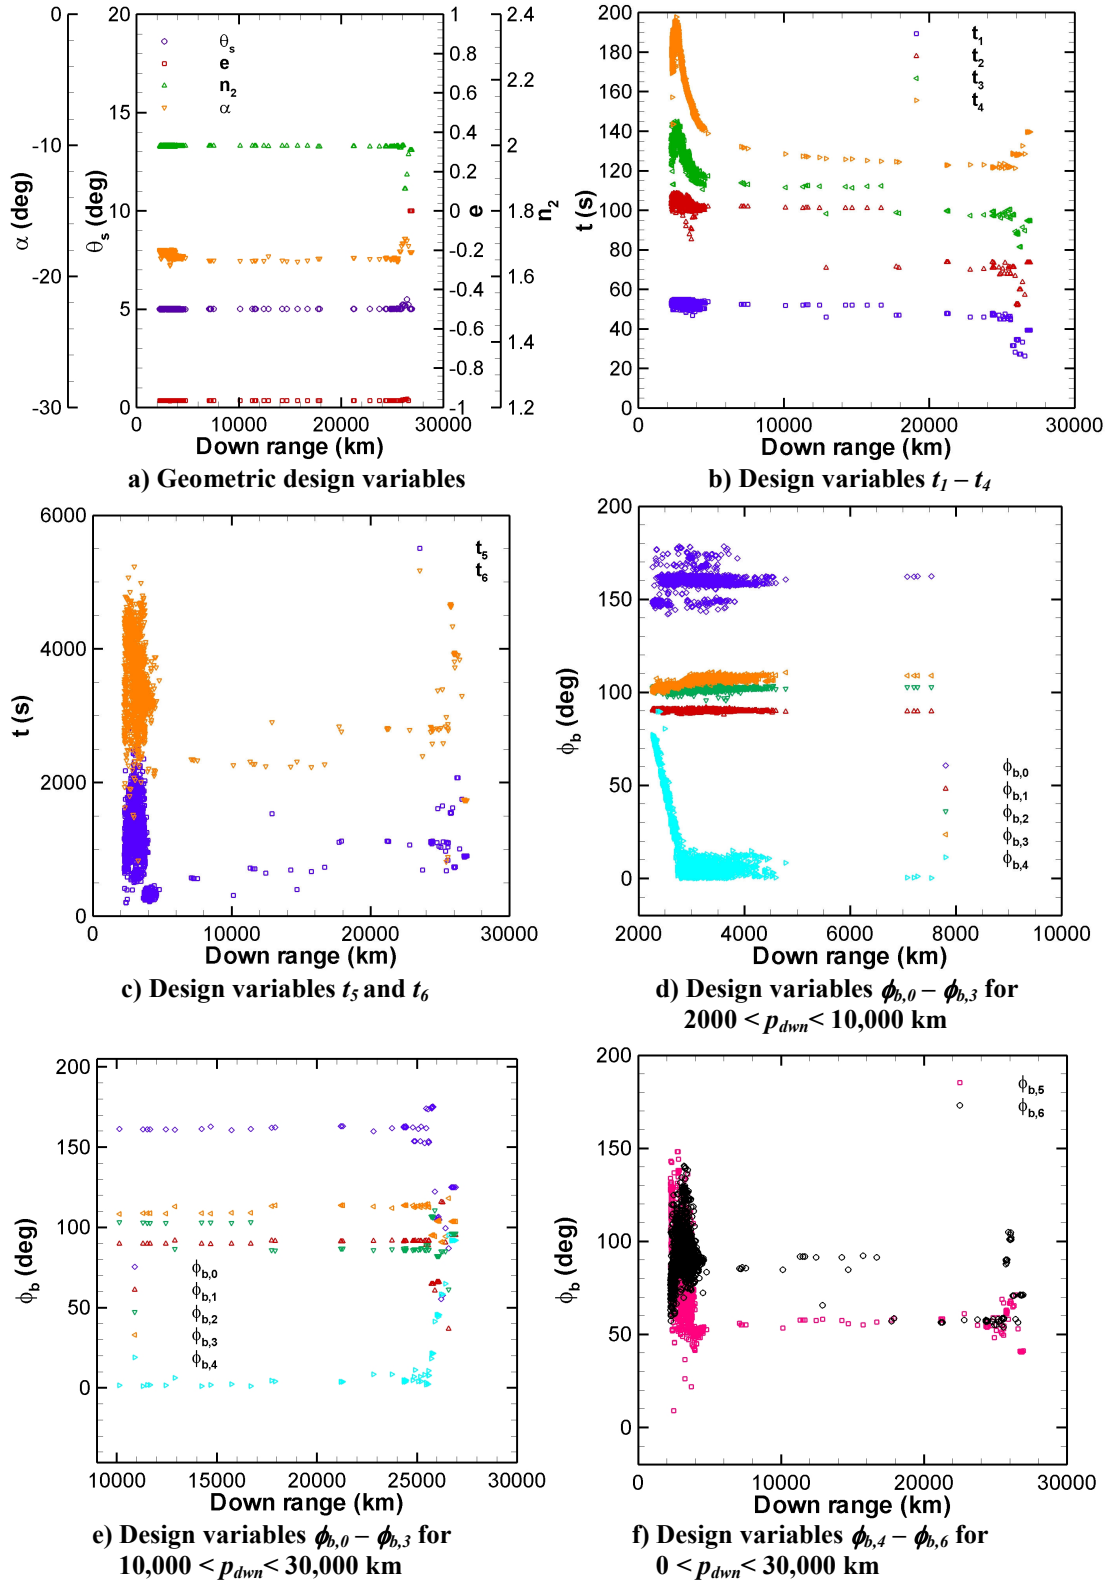 0 20 1 2.4
θs
e
n2
α
0.8
0.6
2.2
15
0.4
-10
0.2
2
α (deg)
θs (deg)
10
0
e
n2
1.8
-0.2
-0.4
1.6
-20
5
-0.6
1.4
-0.8
-30 0 -1 1.2
0 10000 20000 30000
Down range (km)
a) Geometric design variables
200
180
160
140
120
100
80
60
40
20
0
t (s)
t1
t2
t3
t4
0 10000 20000 30000
Down range (km)
b) Design variables t1 – t4
6000
4000
2000
0
t (s)
t5
t6
0 10000 20000 30000
Down range (km)
c) Design variables t5 and t6
200
150
100
50
0
ϕb (deg)
ϕb,0
ϕb,1
ϕb,2
ϕb,3
ϕb,4
2000 4000 6000 8000 10000
Down range (km)
d) Design variables ϕb,0 – ϕb,3 for
2000 < pdwn< 10,000 km
200
150
100
50
0
ϕb (deg)
ϕb,0
ϕb,1
ϕb,2
ϕb,3
ϕb,4
10000 15000 20000 25000 30000
Down range (km)
e) Design variables ϕb,0 – ϕb,3 for
10,000 < pdwn< 30,000 km
200
150
100
50
0
ϕb (deg)
ϕb,5
ϕb,6
0 10000 20000 30000
Down range (km)
f) Design variables ϕb,4 – ϕb,6 for
0 < pdwn< 30,000 km